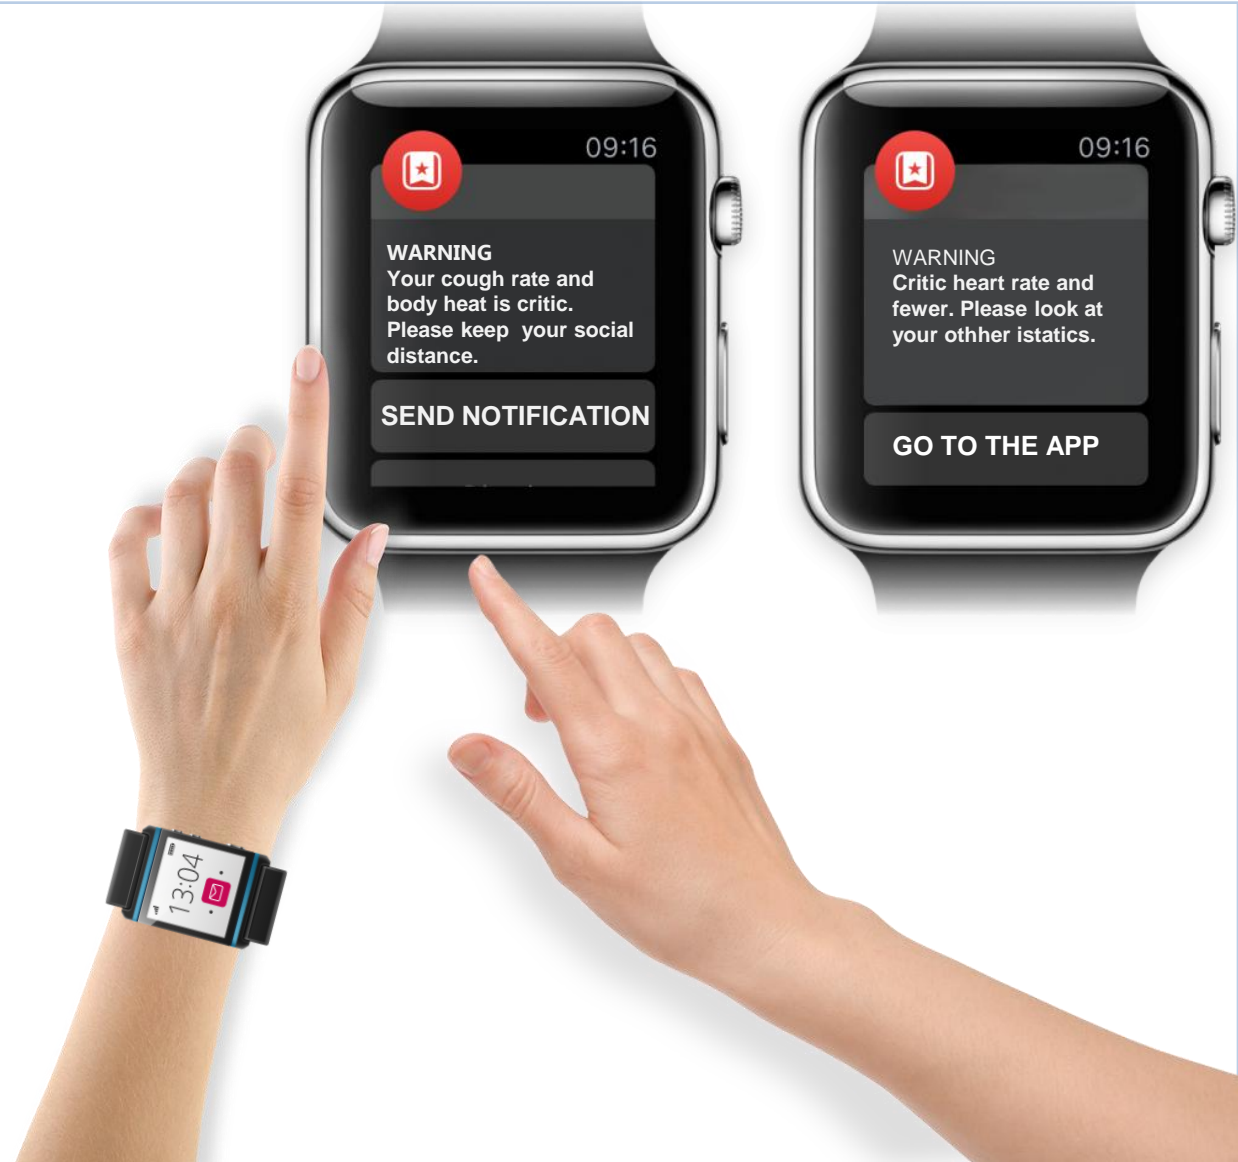 09:16
WARNING
Your cough rate and
body heat is critic.
Please keep your social
distance.
SEND NOTIFICATION
09:16
WARNING
Critic heart rate and
fewer. Please look at
your othher istatics.
GO TO THE APP
13:04